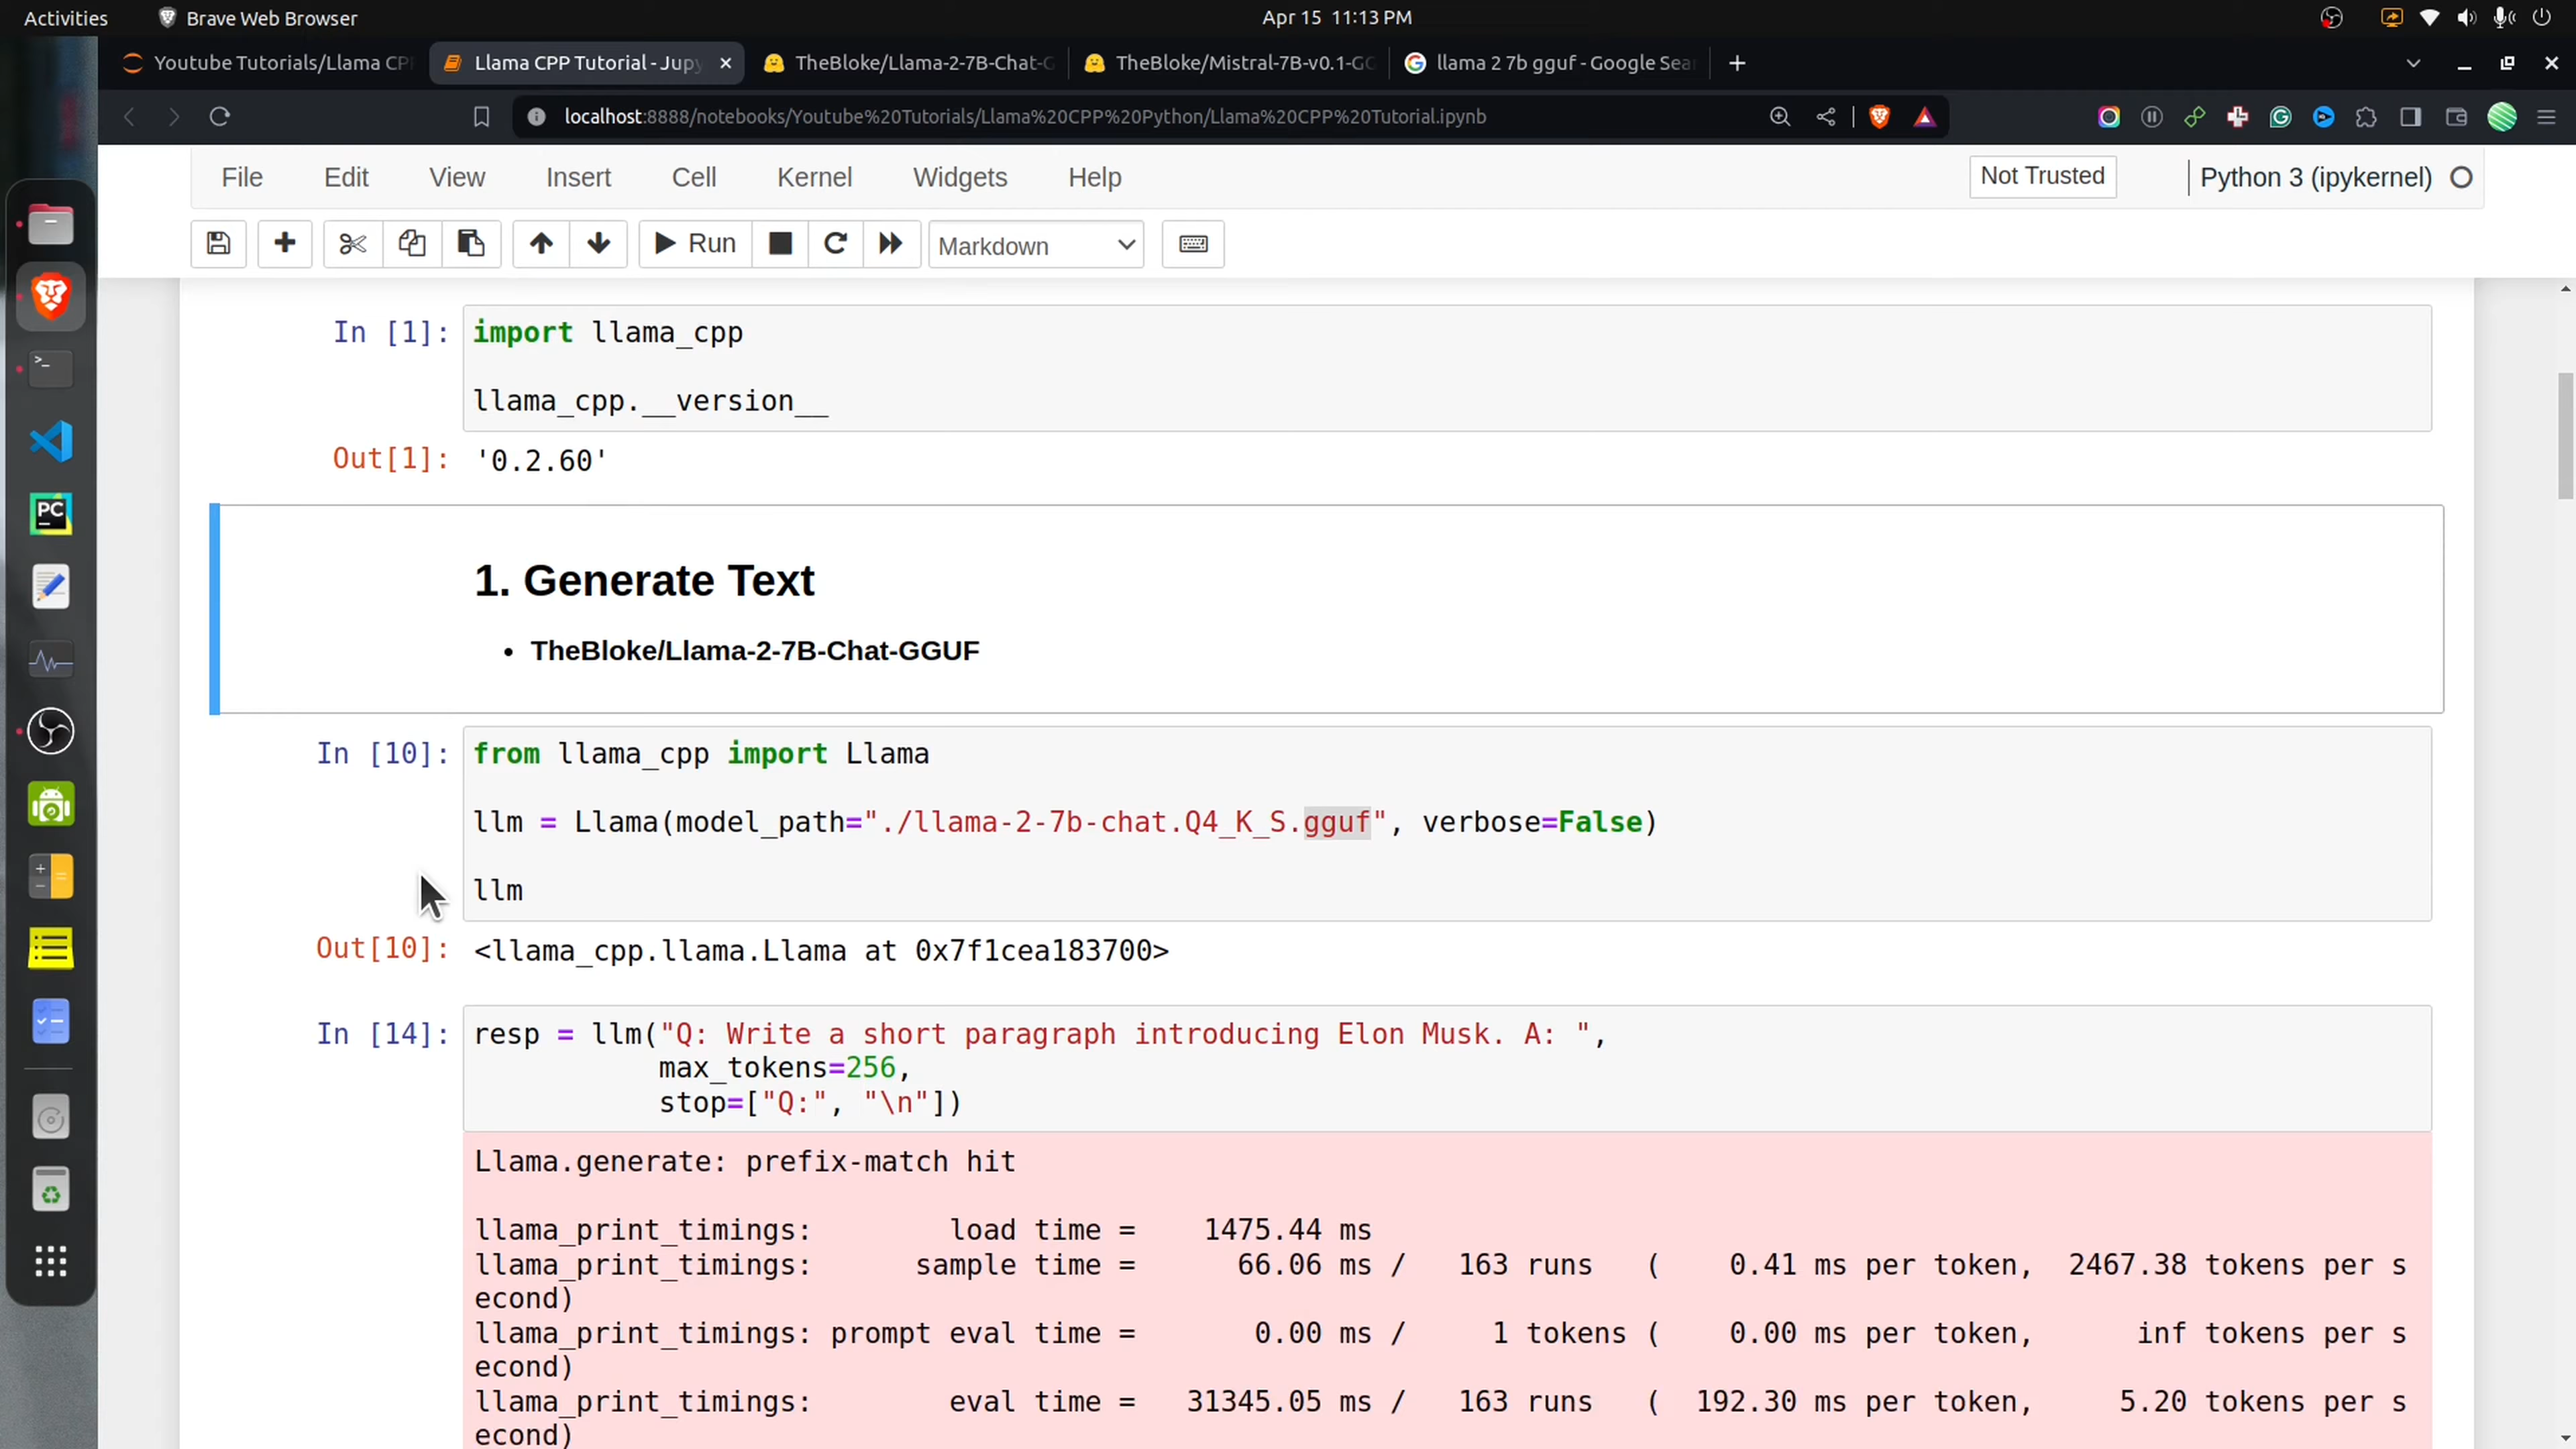 Activities Brave Web Browser Apr 15 11:13 PM
Youtube Tutorials/Llama CP Llama CPP Tutorial - Jupy TheBloke/Llama-2-7B-Chat-G TheBloke/Mistral-7B-v0.1-GG llama 2 7b gguf - Google Sear
localhost:8888/notebooks/Youtube%20Tutorials/Llama%20CPP%20Python/Llama%20CPP%20Tutorial.ipynb
File Edit View Insert Cell Kernel Widgets Help Not Trusted Python 3 (ipykernel)
Run Markdown
In [1]: import llama_cpp
llama_cpp.__version__
Out[1]: '0.2.60'
1. Generate Text
• TheBloke/Llama-2-7B-Chat-GGUF
In [10]: from llama_cpp import Llama
llm = Llama(model_path="./llama-2-7b-chat.Q4_K_S.gguf", verbose=False)
llm
Out[10]: <llama_cpp.llama.Llama at 0x7f1cea183700>
In [14]: resp = llm("Q: Write a short paragraph introducing Elon Musk. A: ",
max_tokens=256,
stop=["Q:", "\n"])
Llama.generate: prefix-match hit
llama_print_timings: load time = 1475.44 ms
llama_print_timings: sample time = 66.06 ms / 163 runs ( 0.41 ms per token, 2467.38 tokens per s
econd)
llama_print_timings: prompt eval time = 0.00 ms / 1 tokens ( 0.00 ms per token, inf tokens per s
econd)
llama_print_timings: eval time = 31345.05 ms / 163 runs ( 192.30 ms per token, 5.20 tokens per s
econd)
PC